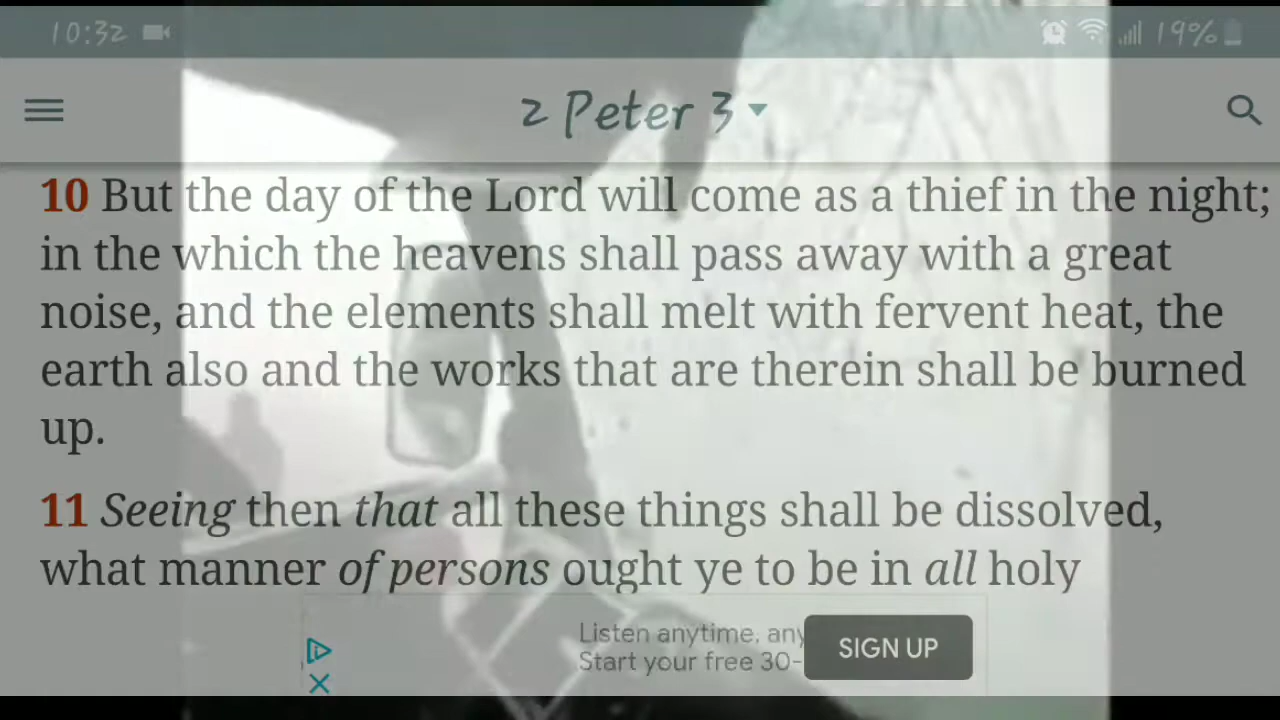 10:32 19%
2 Peter 3
10 But the day of the Lord will come as a thief in the night;
in the which the heavens shall pass away with a great
noise, and the elements shall melt with fervent heat, the
earth also and the works that are therein shall be burned
up.
11 Seeing then that all these things shall be dissolved,
what manner of persons ought ye to be in all holy
Listen anytime, any
Start your free 30-
SIGN UP